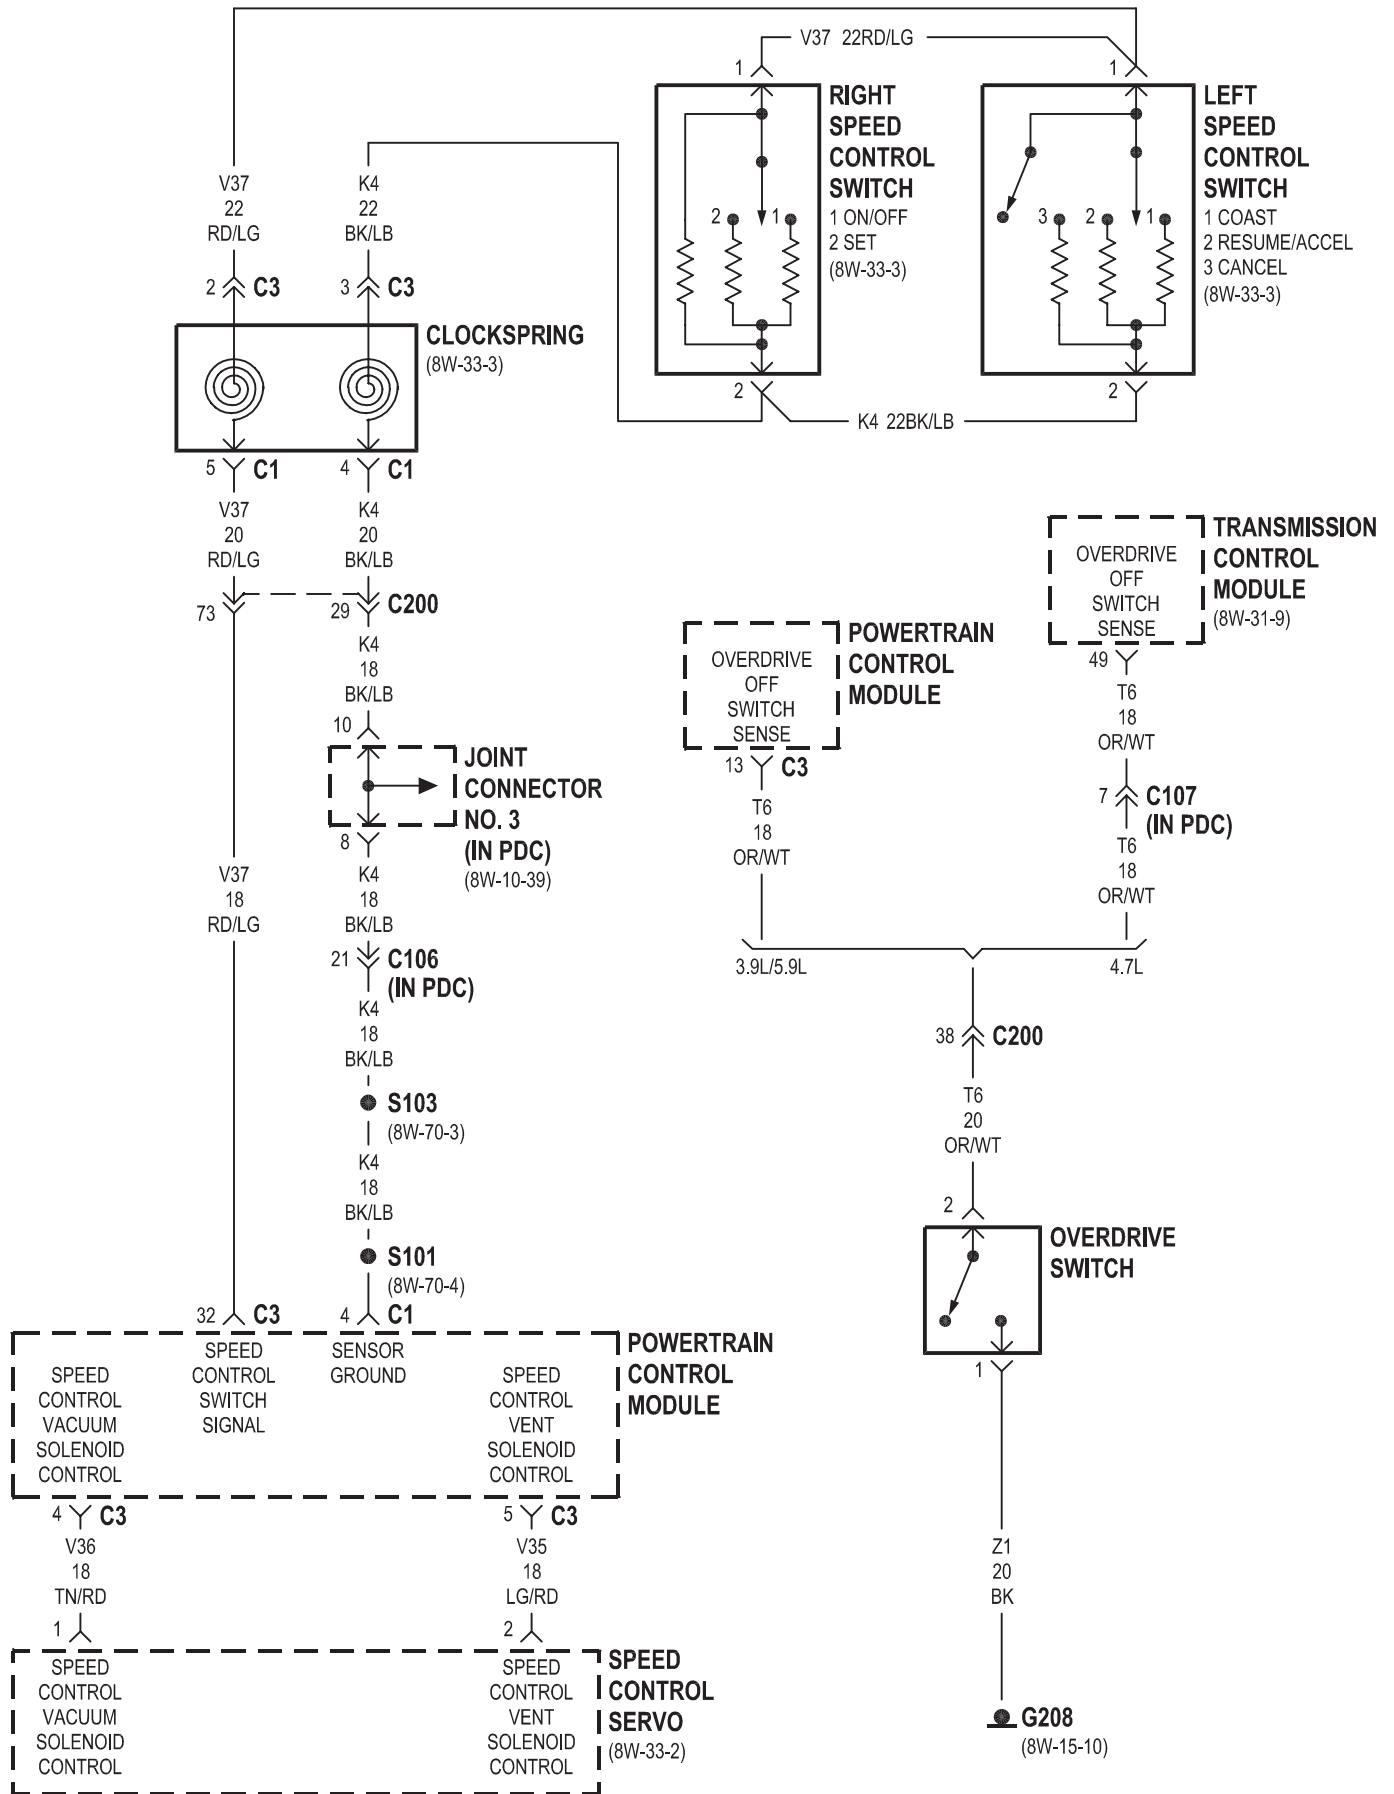 V37 22RD/LG
1
1
RIGHT
SPEED
CONTROL
SWITCH
1 ON/OFF
2 SET
(8W-33-3)
2
1
2
LEFT
SPEED
CONTROL
SWITCH
1 COAST
2 RESUME/ACCEL
3 CANCEL
(8W-33-3)
3
2
1
2
K4 22BK/LB
V37
22
RD/LG
2
C3
K4
22
BK/LB
3
C3
CLOCKSPRING
(8W-33-3)
5
C1
4
C1
V37
20
RD/LG
K4
20
BK/LB
73
29
C200
K4
18
BK/LB
10
JOINT
CONNECTOR
NO. 3
(IN PDC)
(8W-10-39)
8
V37
18
RD/LG
K4
18
BK/LB
21
C106
(IN PDC)
K4
18
BK/LB
S103
(8W-70-3)
K4
18
BK/LB
S101
(8W-70-4)
32
C3
4
C1
OVERDRIVE
OFF
SWITCH
SENSE
TRANSMISSION
CONTROL
MODULE
(8W-31-9)
49
T6
18
OR/WT
7
C107
(IN PDC)
T6
18
OR/WT
OVERDRIVE
OFF
SWITCH
SENSE
POWERTRAIN
CONTROL
MODULE
13
C3
T6
18
OR/WT
3.9L/5.9L
4.7L
38
C200
T6
20
OR/WT
2
OVERDRIVE
SWITCH
1
Z1
20
BK
G208
(8W-15-10)
SPEED
CONTROL
VACUUM
SOLENOID
CONTROL
SPEED
CONTROL
SWITCH
SIGNAL
SENSOR
GROUND
SPEED
CONTROL
VENT
SOLENOID
CONTROL
POWERTRAIN
CONTROL
MODULE
4
C3
5
C3
V36
18
TN/RD
V35
18
LG/RD
1
2
SPEED
CONTROL
VACUUM
SOLENOID
CONTROL
SPEED
CONTROL
VENT
SOLENOID
CONTROL
SPEED
CONTROL
SERVO
(8W-33-2)